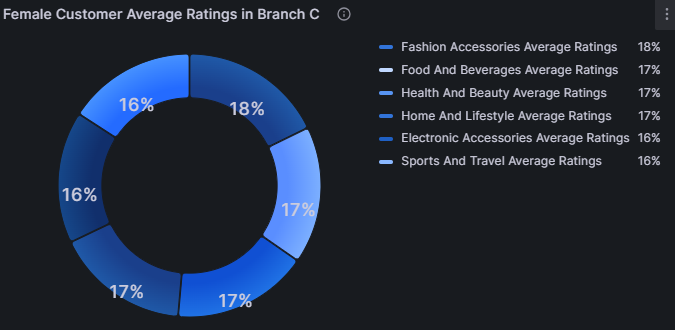 Female Customer Average Ratings in Branch C
Fashion Accessories Average Ratings 18%
Food And Beverages Average Ratings 17%
Health And Beauty Average Ratings 17%
Home And Lifestyle Average Ratings 17%
Electronic Accessories Average Ratings 16%
Sports And Travel Average Ratings 16%
16%
18%
16%
17%
17%
17%